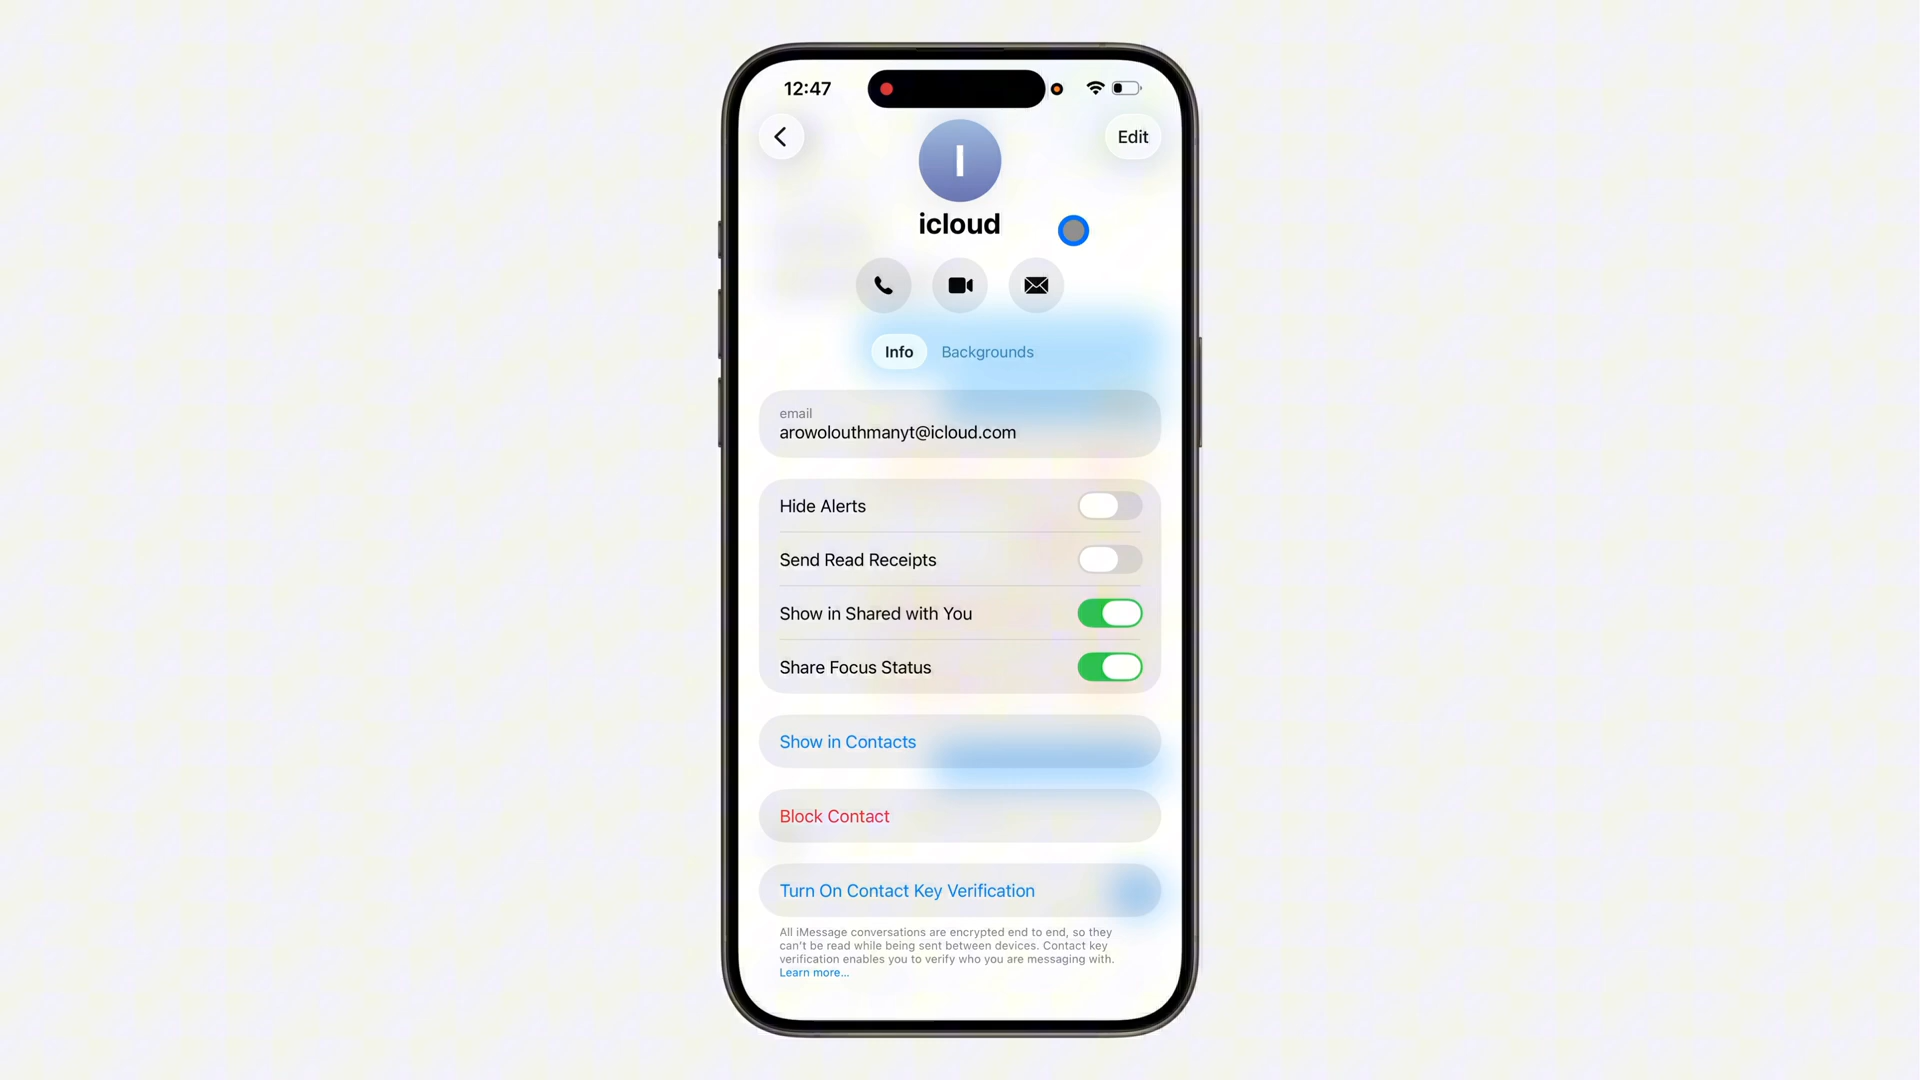 12:47
Edit
I
icloud
Info
Backgrounds
email
arowolouthmanyt@icloud.com
Hide Alerts
Send Read Receipts
Show in Shared with You
Share Focus Status
Show in Contacts
Block Contact
Turn On Contact Key Verification
All iMessage conversations are encrypted end to end, so they
can't be read while being sent between devices. Contact key
verification enables you to verify who you are messaging with.
Learn more...